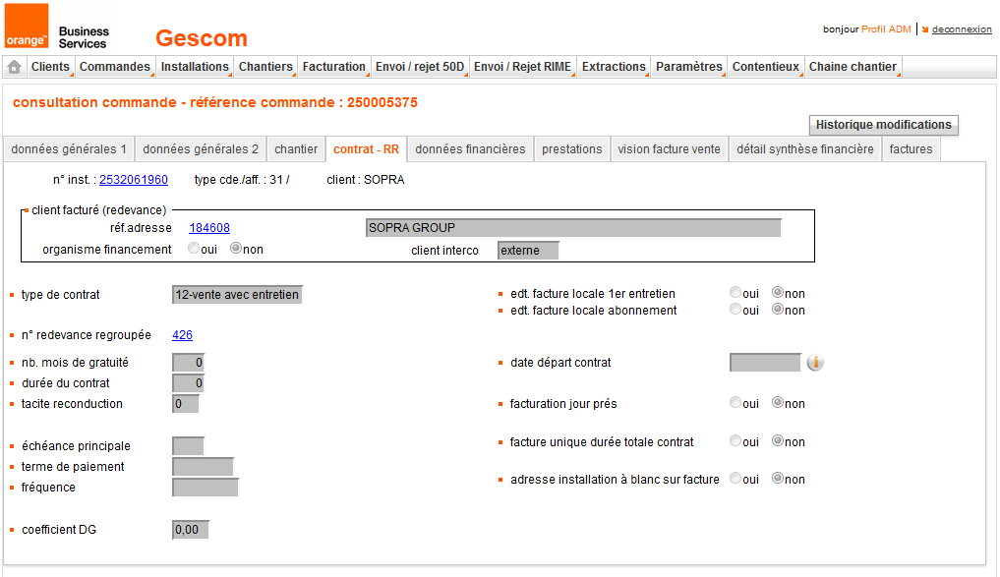 orange™ Business Services
Gescom
bonjour Profil ADM | deconnexion
Clients Commandes Installations Chantiers Facturation Envoi / rejet 50D Envoi / Rejet RIME Extractions Paramètres Contentieux Chaine chantier
consultation commande - référence commande : 250005375
Historique modifications
données générales 1 données générales 2 chantier contrat - RR données financières prestations vision facture vente détail synthèse financière factures
n° inst. : 2532061960 type cde./aff. : 31 / client : SOPRA
client facturé (redevance)
réf.adresse 184608 SOPRA GROUP
organisme financement oui non client interco externe
type de contrat 12-vente avec entretien
edt. facture locale 1er entretien oui non
edt. facture locale abonnement oui non
n° redevance regroupée 426
nb. mois de gratuité 0 date départ contrat
durée du contrat 0
tacite reconduction 0 facturation jour prés oui non
échéance principale facture unique durée totale contrat oui non
terme de paiement
fréquence adresse installation à blanc sur facture oui non
coefficient DG 0,00